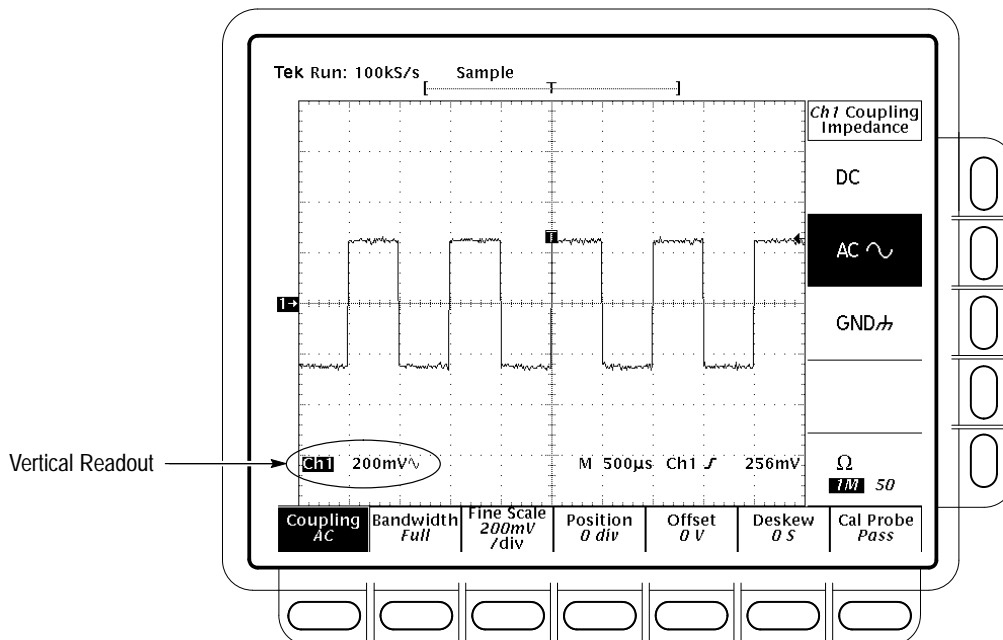 Tek Run: 100kS/s Sample
[ T ]
Ch1 Coupling
Impedance
DC
T
AC
1→
GND
Vertical Readout
Ch1 200mV∿ M 500µs Ch1 ∫ 256mV
Ω
1M 50
Coupling
AC
Bandwidth
Full
Fine Scale
200mV
/div
Position
0 div
Offset
0 V
Deskew
0 S
Cal Probe
Pass